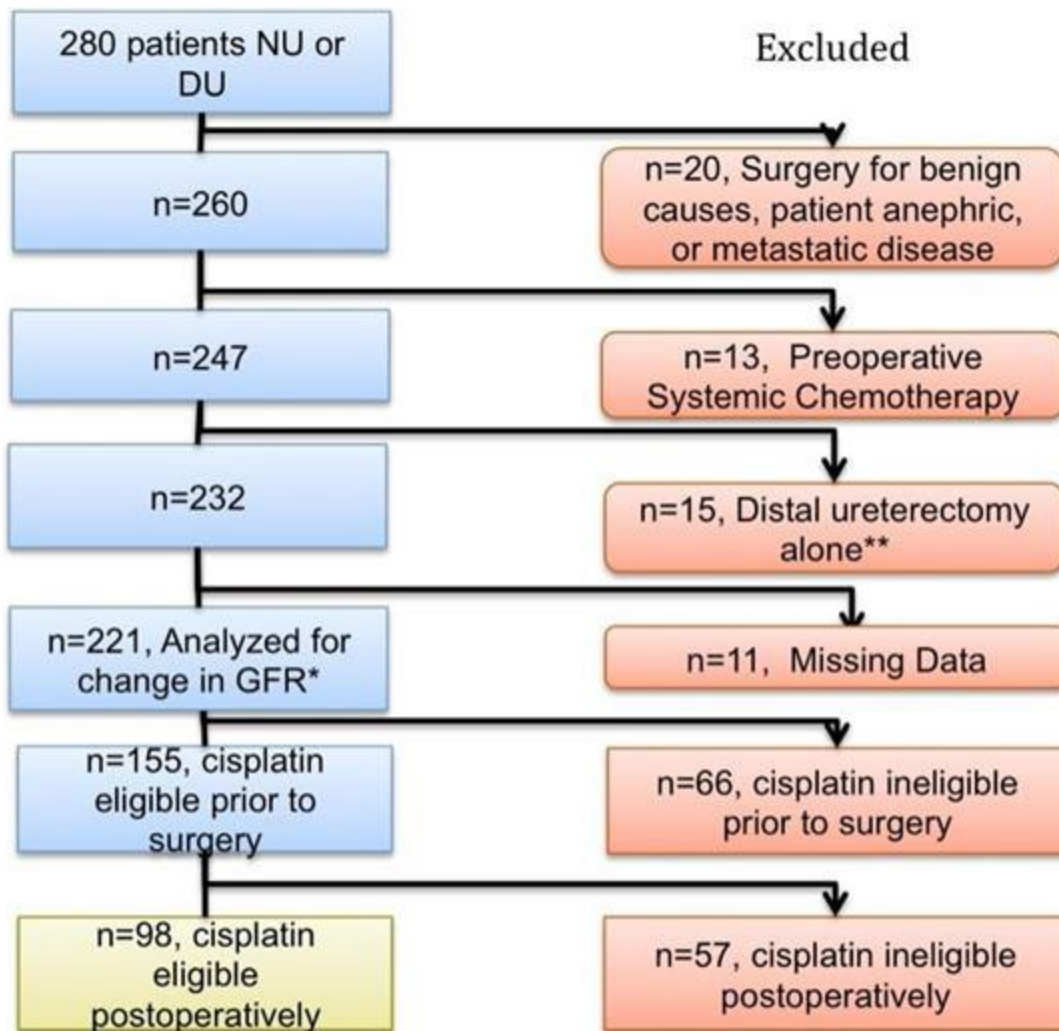 280 patients NU or
DU
Excluded
n=20, Surgery for benign
causes, patient anephric,
or metastatic disease
n=260
n=13,  Preoperative
Systemic Chemotherapy
n=247
n=15, Distal ureterectomy
alone**
n=232
n=11,  Missing Data
n=221, Analyzed for
change in GFR*
n=66, cisplatin ineligible
prior to surgery
n=155, cisplatin
eligible prior to
surgery
n=57, cisplatin ineligible
postoperatively
n=98, cisplatin
eligible
postoperatively